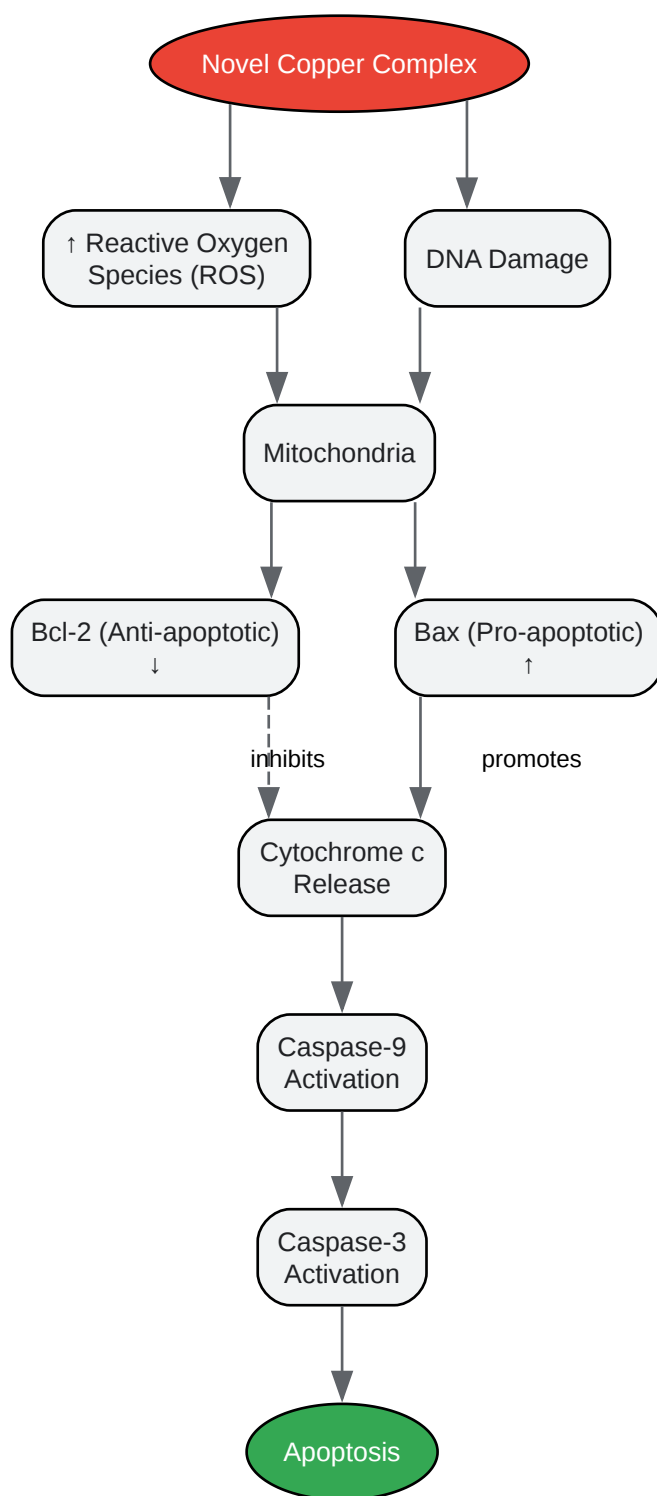 Novel Copper Complex
↑ Reactive Oxygen
Species (ROS)
DNA Damage
Mitochondria
Bcl-2 (Anti-apoptotic)
↓
Bax (Pro-apoptotic)
↑
inhibits
promotes
Cytochrome c
Release
Caspase-9
Activation
Caspase-3
Activation
Apoptosis